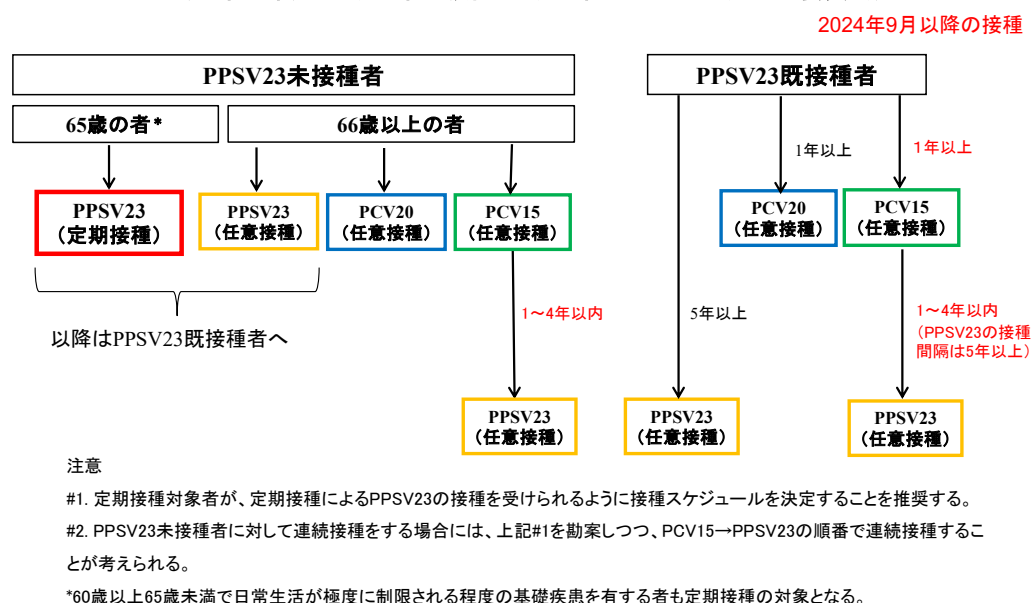 2024年9月以降の接種
PPSV23未接種者
PPSV23既接種者
65歳の者*
66歳以上の者
1年以上
1年以上
PPSV23
(定期接種)
PPSV23
(任意接種)
PCV20
(任意接種)
PCV15
(任意接種)
PCV20
(任意接種)
PCV15
(任意接種)
以降はPPSV23既接種者へ
1~4年以内
5年以上
1~4年以内
(PPSV23の接種
間隔は5年以上)
PPSV23
(任意接種)
PPSV23
(任意接種)
PPSV23
(任意接種)
注意
#1. 定期接種対象者が、定期接種によるPPSV23の接種を受けられるように接種スケジュールを決定することを推奨する。
#2. PPSV23未接種者に対して連続接種をする場合には、上記#1を勘案しつつ、PCV15→PPSV23の順番で連続接種するこ
とが考えられる。
*60歳以上65歳未満で日常生活が極度に制限される程度の基礎疾患を有する者も定期接種の対象となる。